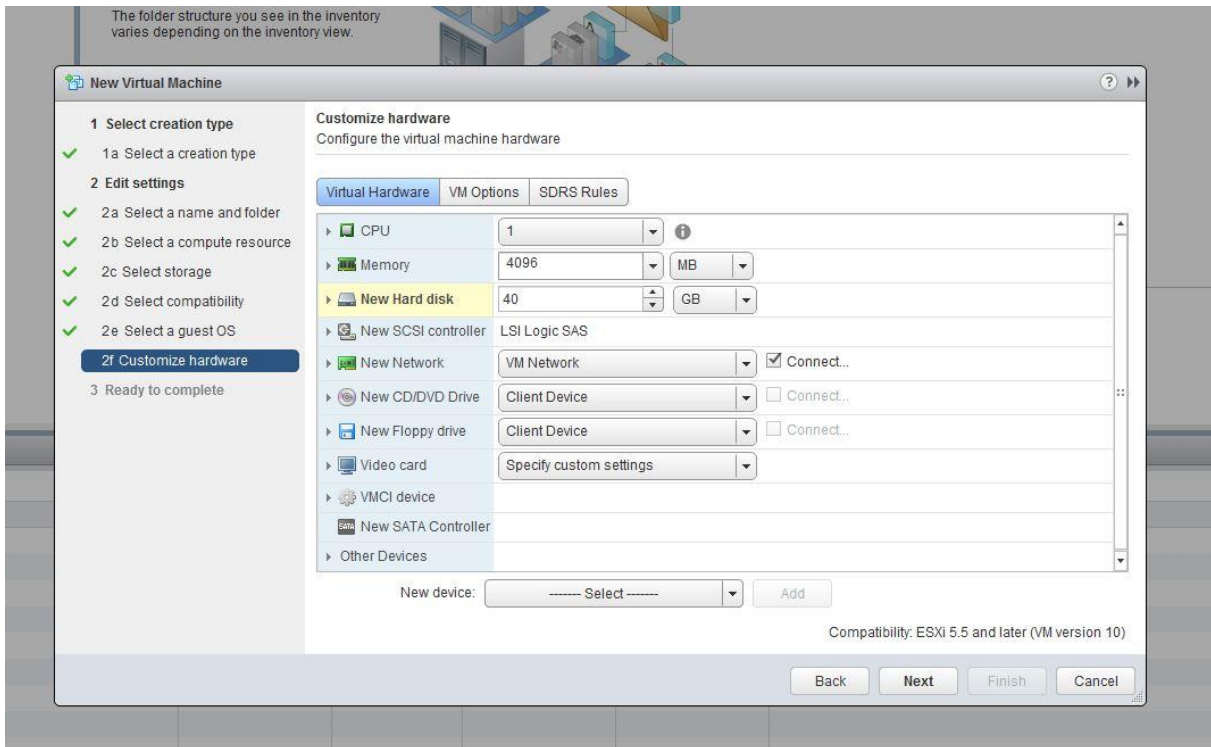 The folder structure you see in the inventory
varies depending on the inventory view.
New Virtual Machine
?
1 Select creation type
1a Select a creation type
2 Edit settings
2a Select a name and folder
2b Select a compute resource
2c Select storage
2d Select compatibility
2e Select a guest OS
2f Customize hardware
3 Ready to complete
Customize hardware
Configure the virtual machine hardware
Virtual Hardware VM Options SDRS Rules
CPU 1
Memory 4096 MB
New Hard disk 40 GB
New SCSI controller LSI Logic SAS
New Network VM Network Connect...
New CD/DVD Drive Client Device Connect...
New Floppy drive Client Device Connect...
Video card Specify custom settings
VMCI device
SATA New SATA Controller
Other Devices
New device: ------- Select ------- Add
Compatibility: ESXi 5.5 and later (VM version 10)
Back Next Finish Cancel